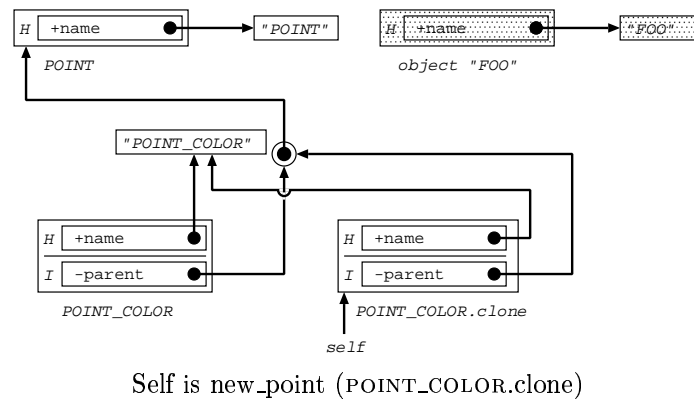 H +name "POINT" H +name "FOO"
POINT object "FOO"
"POINT_COLOR"
H +name H +name
I -parent I -parent
POINT_COLOR POINT_COLOR.clone
self
Self is new_point (POINT_COLOR.clone)